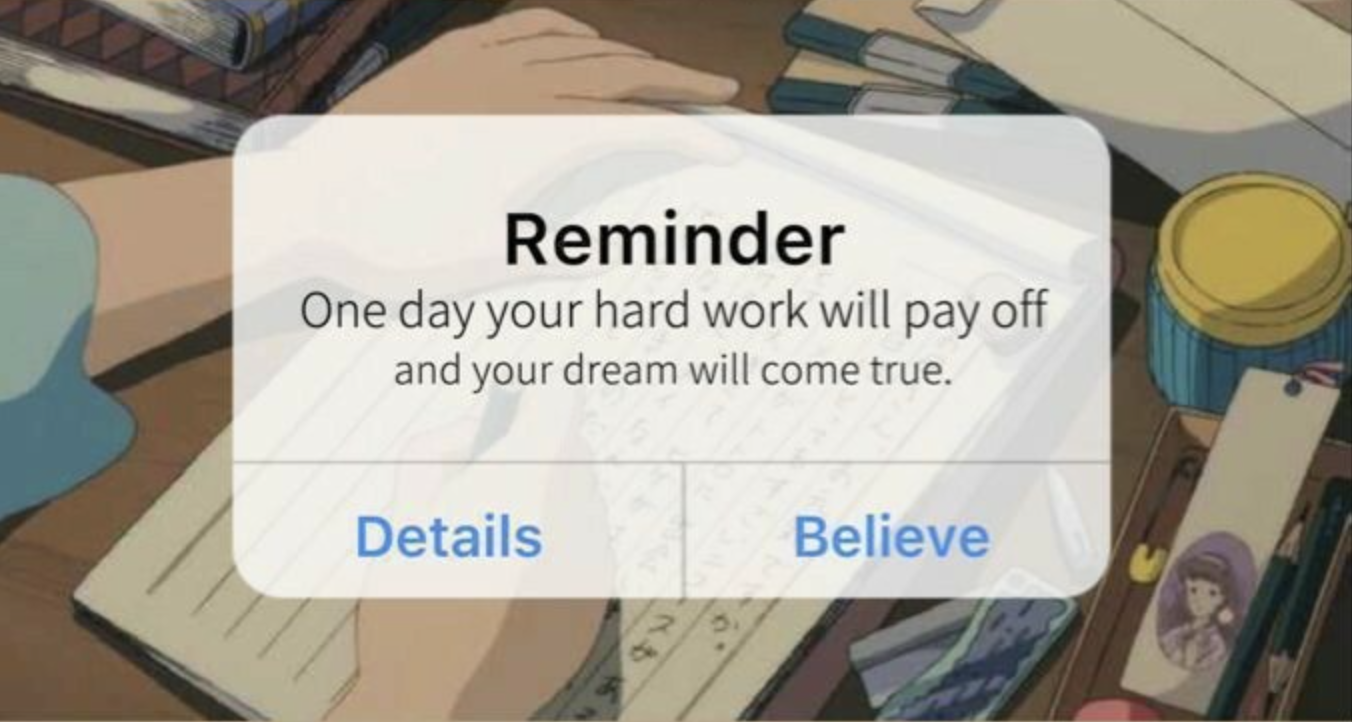 Reminder
One day your hard work will pay off
and your dream will come true.
Details
Believe